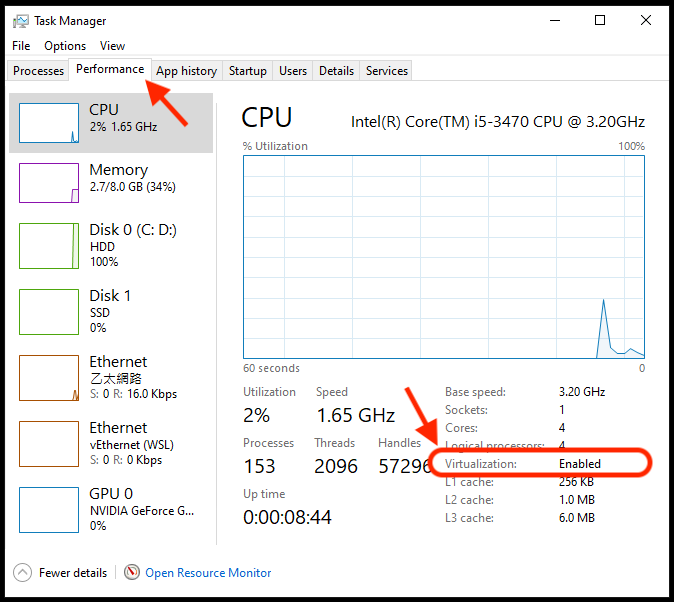 Task Manager
File Options View
Processes Performance App history Startup Users Details Services
CPU
2% 1.65 GHz
Memory
2.7/8.0 GB (34%)
Disk 0 (C: D:)
HDD
100%
Disk 1
SSD
0%
Ethernet
乙太網路
S: 0 R: 16.0 Kbps
Ethernet
vEthernet (WSL)
S: 0 R: 0 Kbps
GPU 0
NVIDIA GeForce G...
0%
CPU Intel(R) Core(TM) i5-3470 CPU @ 3.20GHz
% Utilization 100%
60 seconds 0
Utilization Speed
2% 1.65 GHz
Processes Threads Handles
153 2096 57296
Up time
0:00:08:44
Base speed: 3.20 GHz
Sockets: 1
Cores: 4
Logical processors: 4
Virtualization: Enabled
L1 cache: 256 KB
L2 cache: 1.0 MB
L3 cache: 6.0 MB
Fewer details Open Resource Monitor